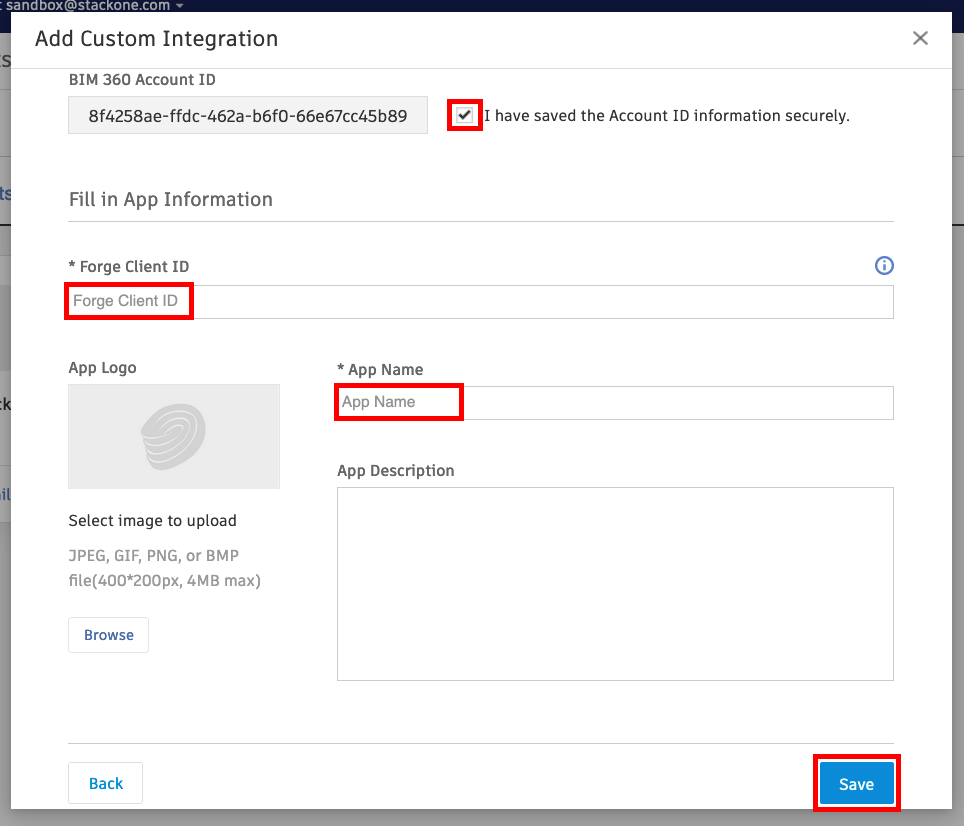 sandbox@stackone.com
Add Custom Integration
BIM 360 Account ID
8f4258ae-ffdc-462a-b6f0-66e67cc45b89
I have saved the Account ID information securely.
Fill in App Information
* Forge Client ID
Forge Client ID
App Logo
* App Name
App Name
App Description
Select image to upload
JPEG, GIF, PNG, or BMP
file(400*200px, 4MB max)
Browse
Back
Save